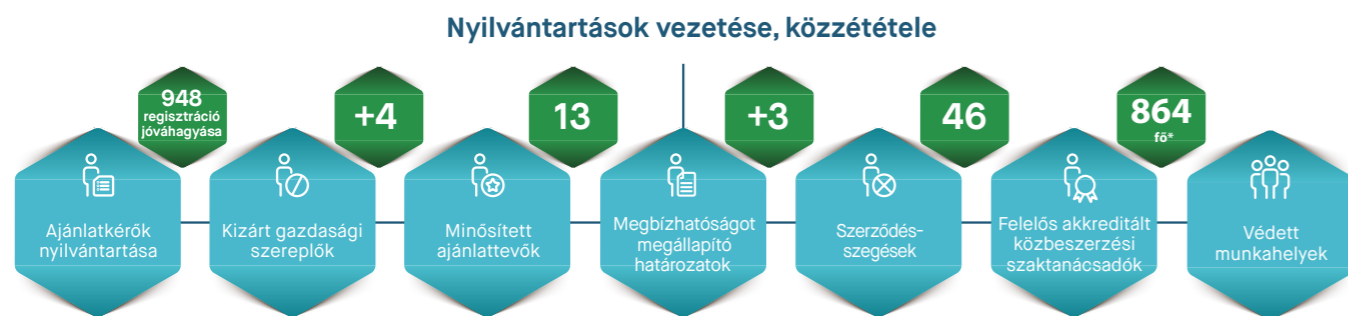 Nyilvántartások vezetése, közzététele
948
regisztráció
jóváhagyása
+4
13
+3
46
864
fő*
Ajánlatkérők
nyilvántartása
Kizárt gazdasági
szereplők
Minősített
ajánlattevők
Megbízhatóságot
megállapító
határozatok
Szerződés-
szegések
Felelős akkreditált
közbeszerzési
szaktanácsadók
Védett
munkahelyek